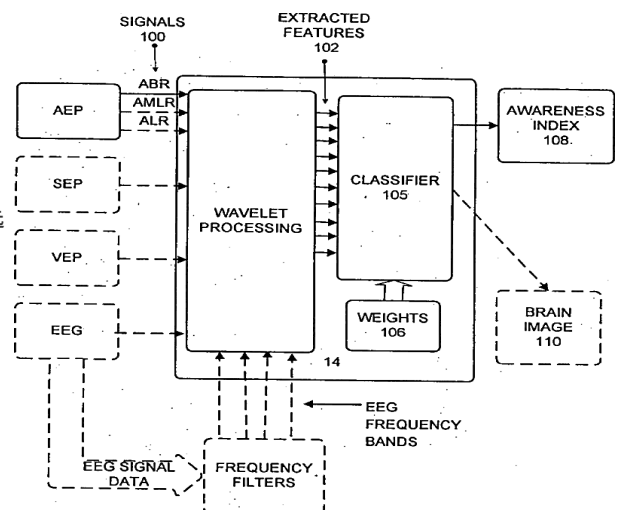 SIGNALS
100
EXTRACTED
FEATURES
102
AEP
ABR
AMLR
ALR
SEP
VEP
EEG
WAVELET
PROCESSING
CLASSIFIER
105
WEIGHTS
106
14
AWARENESS
INDEX
108
BRAIN
IMAGE
110
EEG
FREQUENCY
BANDS
EEG SIGNAL
DATA
FREQUENCY
FILTERS